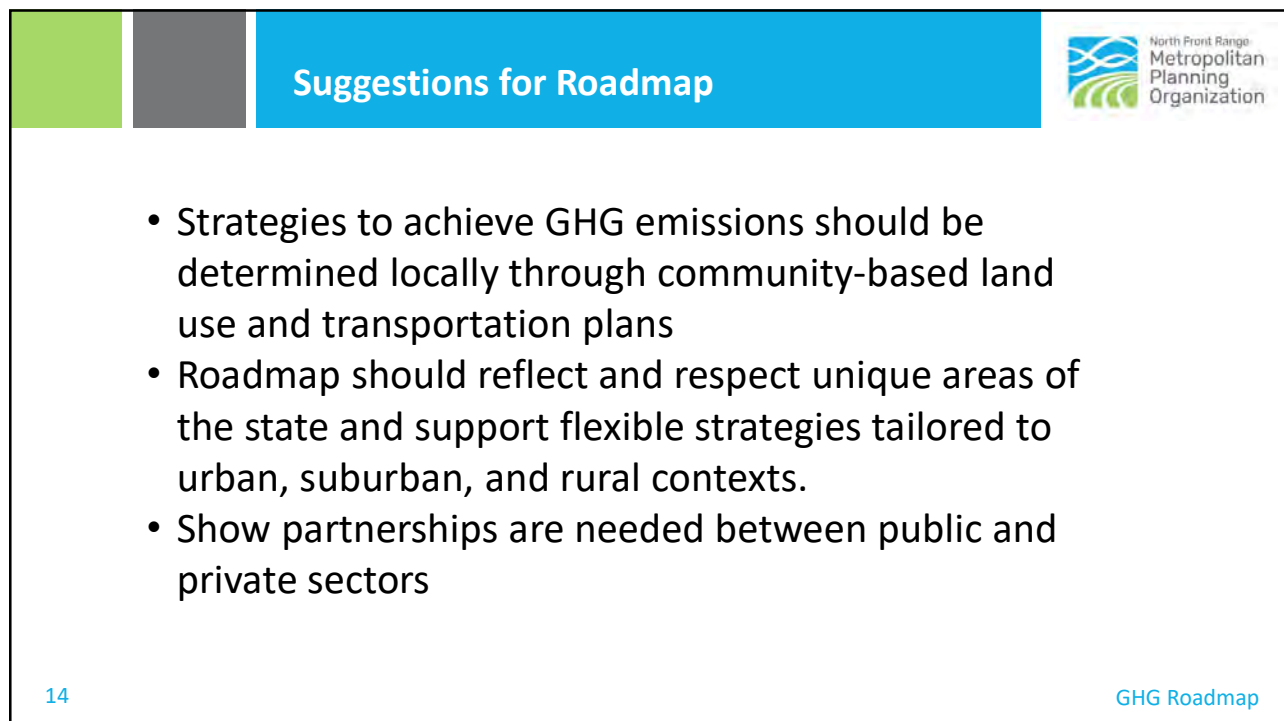 Suggestions for Roadmap
North Front Range
Metropolitan
Planning
Organization
• Strategies to achieve GHG emissions should be
determined locally through community-based land
use and transportation plans
• Roadmap should reflect and respect unique areas of
the state and support flexible strategies tailored to
urban, suburban, and rural contexts.
• Show partnerships are needed between public and
private sectors
14
GHG Roadmap